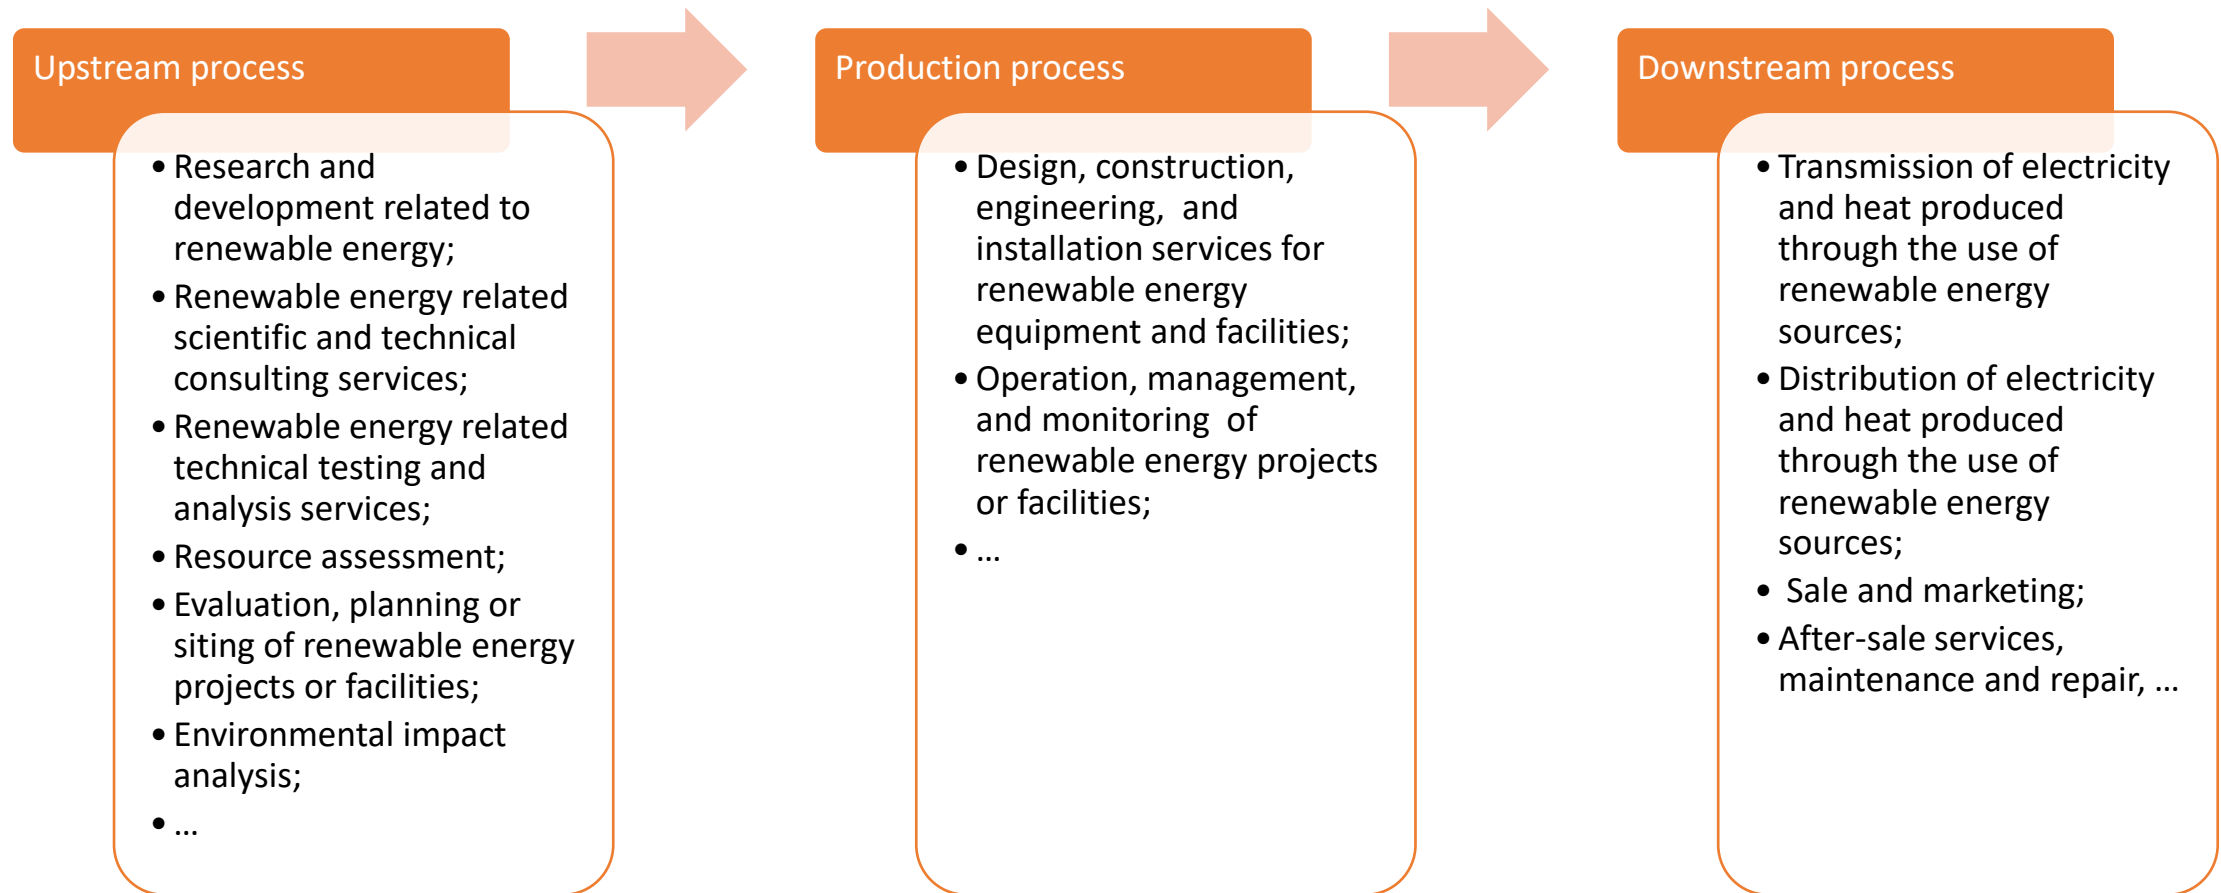 Upstream process
• Research and
development related to
renewable energy;
• Renewable energy related
scientific and technical
consulting services;
• Renewable energy related
technical testing and
analysis services;
• Resource assessment;
• Evaluation, planning or
siting of renewable energy
projects or facilities;
• Environmental impact
analysis;
• ...
Production process
• Design, construction,
engineering,  and
installation services for
renewable energy
equipment and facilities;
• Operation, management,
and monitoring  of
renewable energy projects
or facilities;
• ...
Downstream process
• Transmission of electricity
and heat produced
through the use of
renewable energy
sources;
• Distribution of electricity
and heat produced
through the use of
renewable energy
sources;
•  Sale and marketing;
• After-sale services,
maintenance and repair, ...